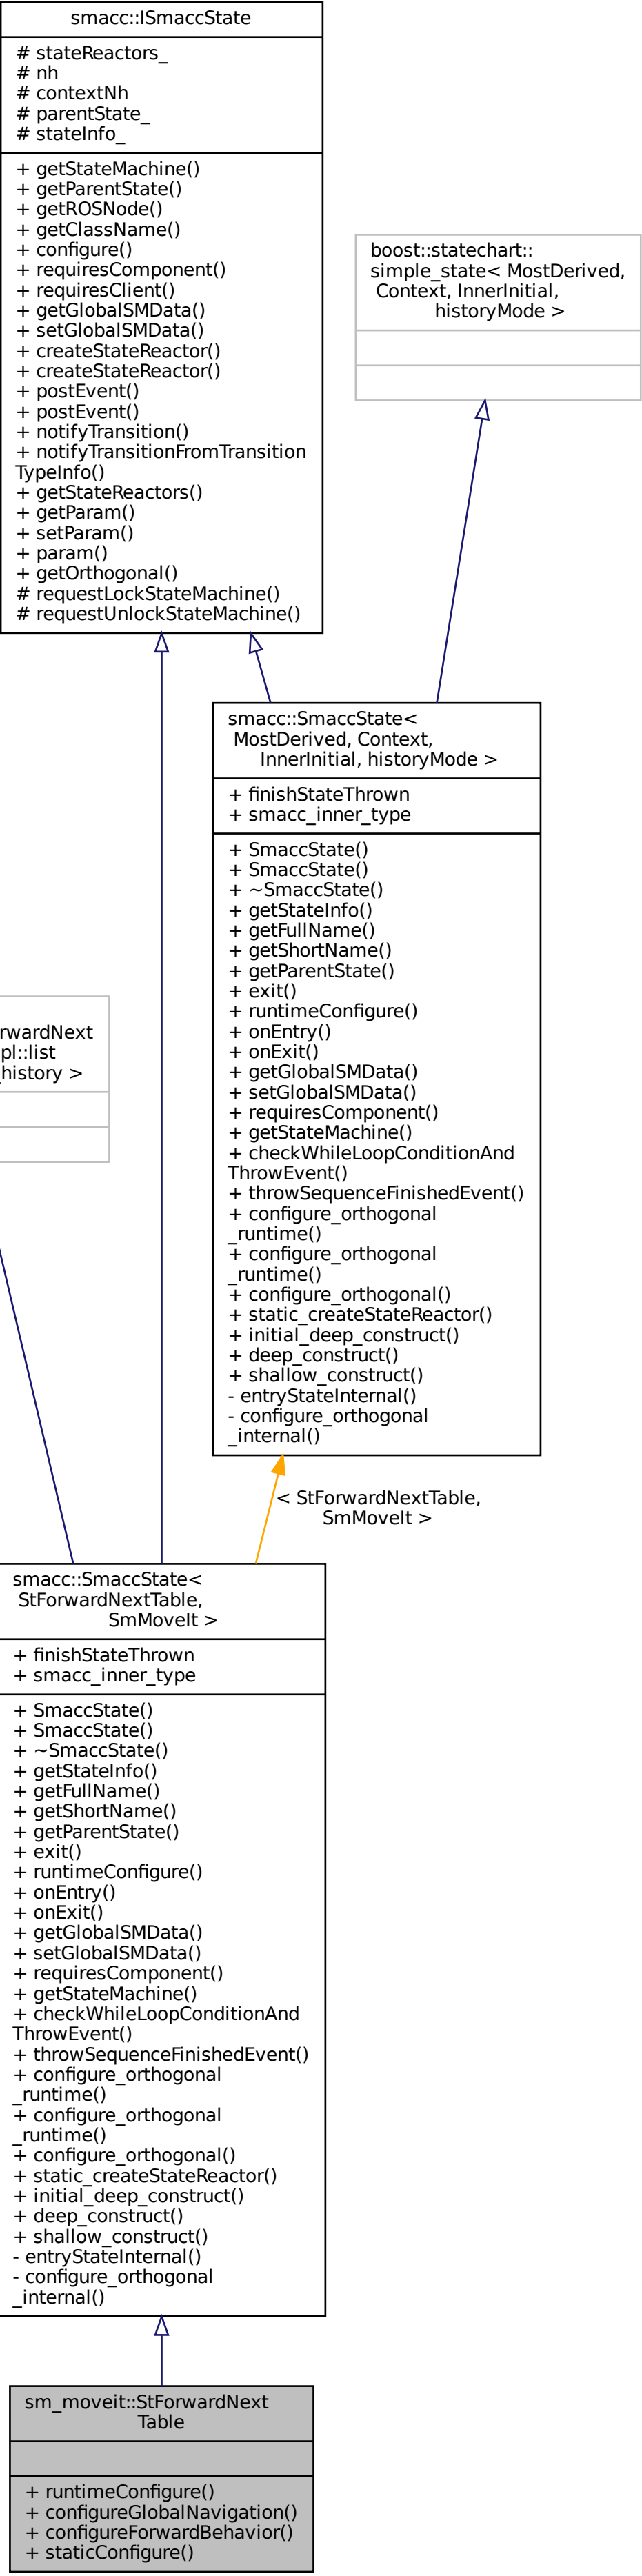 smacc::ISmaccState
# stateReactors_
# nh
# contextNh
# parentState_
# stateInfo_
+ getStateMachine()
+ getParentState()
+ getROSNode()
+ getClassName()
+ configure()
+ requiresComponent()
+ requiresClient()
+ getGlobalSMData()
+ setGlobalSMData()
+ createStateReactor()
+ createStateReactor()
+ postEvent()
+ postEvent()
+ notifyTransition()
+ notifyTransitionFromTransition
TypeInfo()
+ getStateReactors()
+ getParam()
+ setParam()
+ param()
+ getOrthogonal()
# requestLockStateMachine()
# requestUnlockStateMachine()
boost::statechart::
simple_state< MostDerived,
Context, InnerInitial,
historyMode >
smacc::SmaccState<
MostDerived, Context,
InnerInitial, historyMode >
+ finishStateThrown
+ smacc_inner_type
+ SmaccState()
+ SmaccState()
+ ~SmaccState()
+ getStateInfo()
+ getFullName()
+ getShortName()
+ getParentState()
+ exit()
+ runtimeConfigure()
+ onEntry()
+ onExit()
+ getGlobalSMData()
+ setGlobalSMData()
+ requiresComponent()
+ getStateMachine()
+ checkWhileLoopConditionAnd
ThrowEvent()
+ throwSequenceFinishedEvent()
+ configure_orthogonal
_runtime()
+ configure_orthogonal
_runtime()
+ configure_orthogonal()
+ static_createStateReactor()
+ initial_deep_construct()
+ deep_construct()
+ shallow_construct()
- entryStateInternal()
- configure_orthogonal
_internal()
rwardNext
pl::list
_history >
< StForwardNextTable,
SmMoveIt >
smacc::SmaccState<
StForwardNextTable,
SmMoveIt >
+ finishStateThrown
+ smacc_inner_type
+ SmaccState()
+ SmaccState()
+ ~SmaccState()
+ getStateInfo()
+ getFullName()
+ getShortName()
+ getParentState()
+ exit()
+ runtimeConfigure()
+ onEntry()
+ onExit()
+ getGlobalSMData()
+ setGlobalSMData()
+ requiresComponent()
+ getStateMachine()
+ checkWhileLoopConditionAnd
ThrowEvent()
+ throwSequenceFinishedEvent()
+ configure_orthogonal
_runtime()
+ configure_orthogonal
_runtime()
+ configure_orthogonal()
+ static_createStateReactor()
+ initial_deep_construct()
+ deep_construct()
+ shallow_construct()
- entryStateInternal()
- configure_orthogonal
_internal()
sm_moveit::StForwardNext
Table
+ runtimeConfigure()
+ configureGlobalNavigation()
+ configureForwardBehavior()
+ staticConfigure()